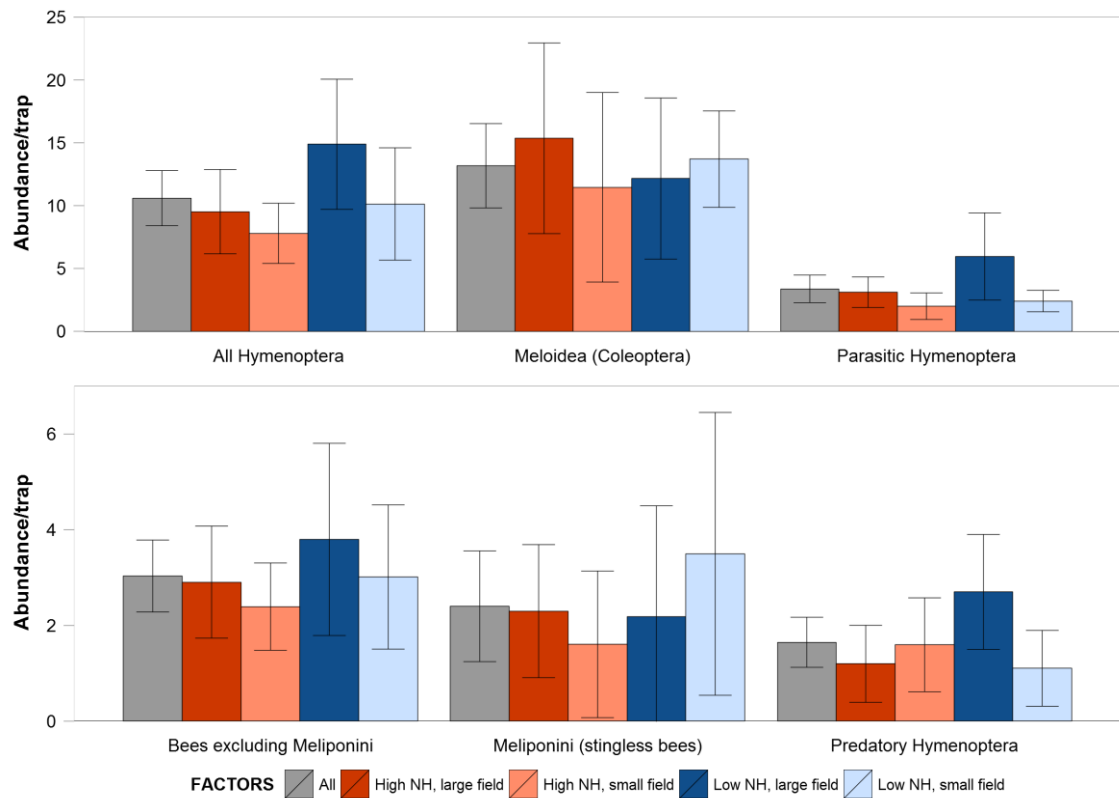 Abundance/trap
25
20
15
10
5
0
All Hymenoptera Meloidea (Coleoptera) Parasitic Hymenoptera
Abundance/trap
6
4
2
0
Bees excluding Meliponini Meliponini (stingless bees) Predatory Hymenoptera
FACTORS All High NH, large field High NH, small field Low NH, large field Low NH, small field